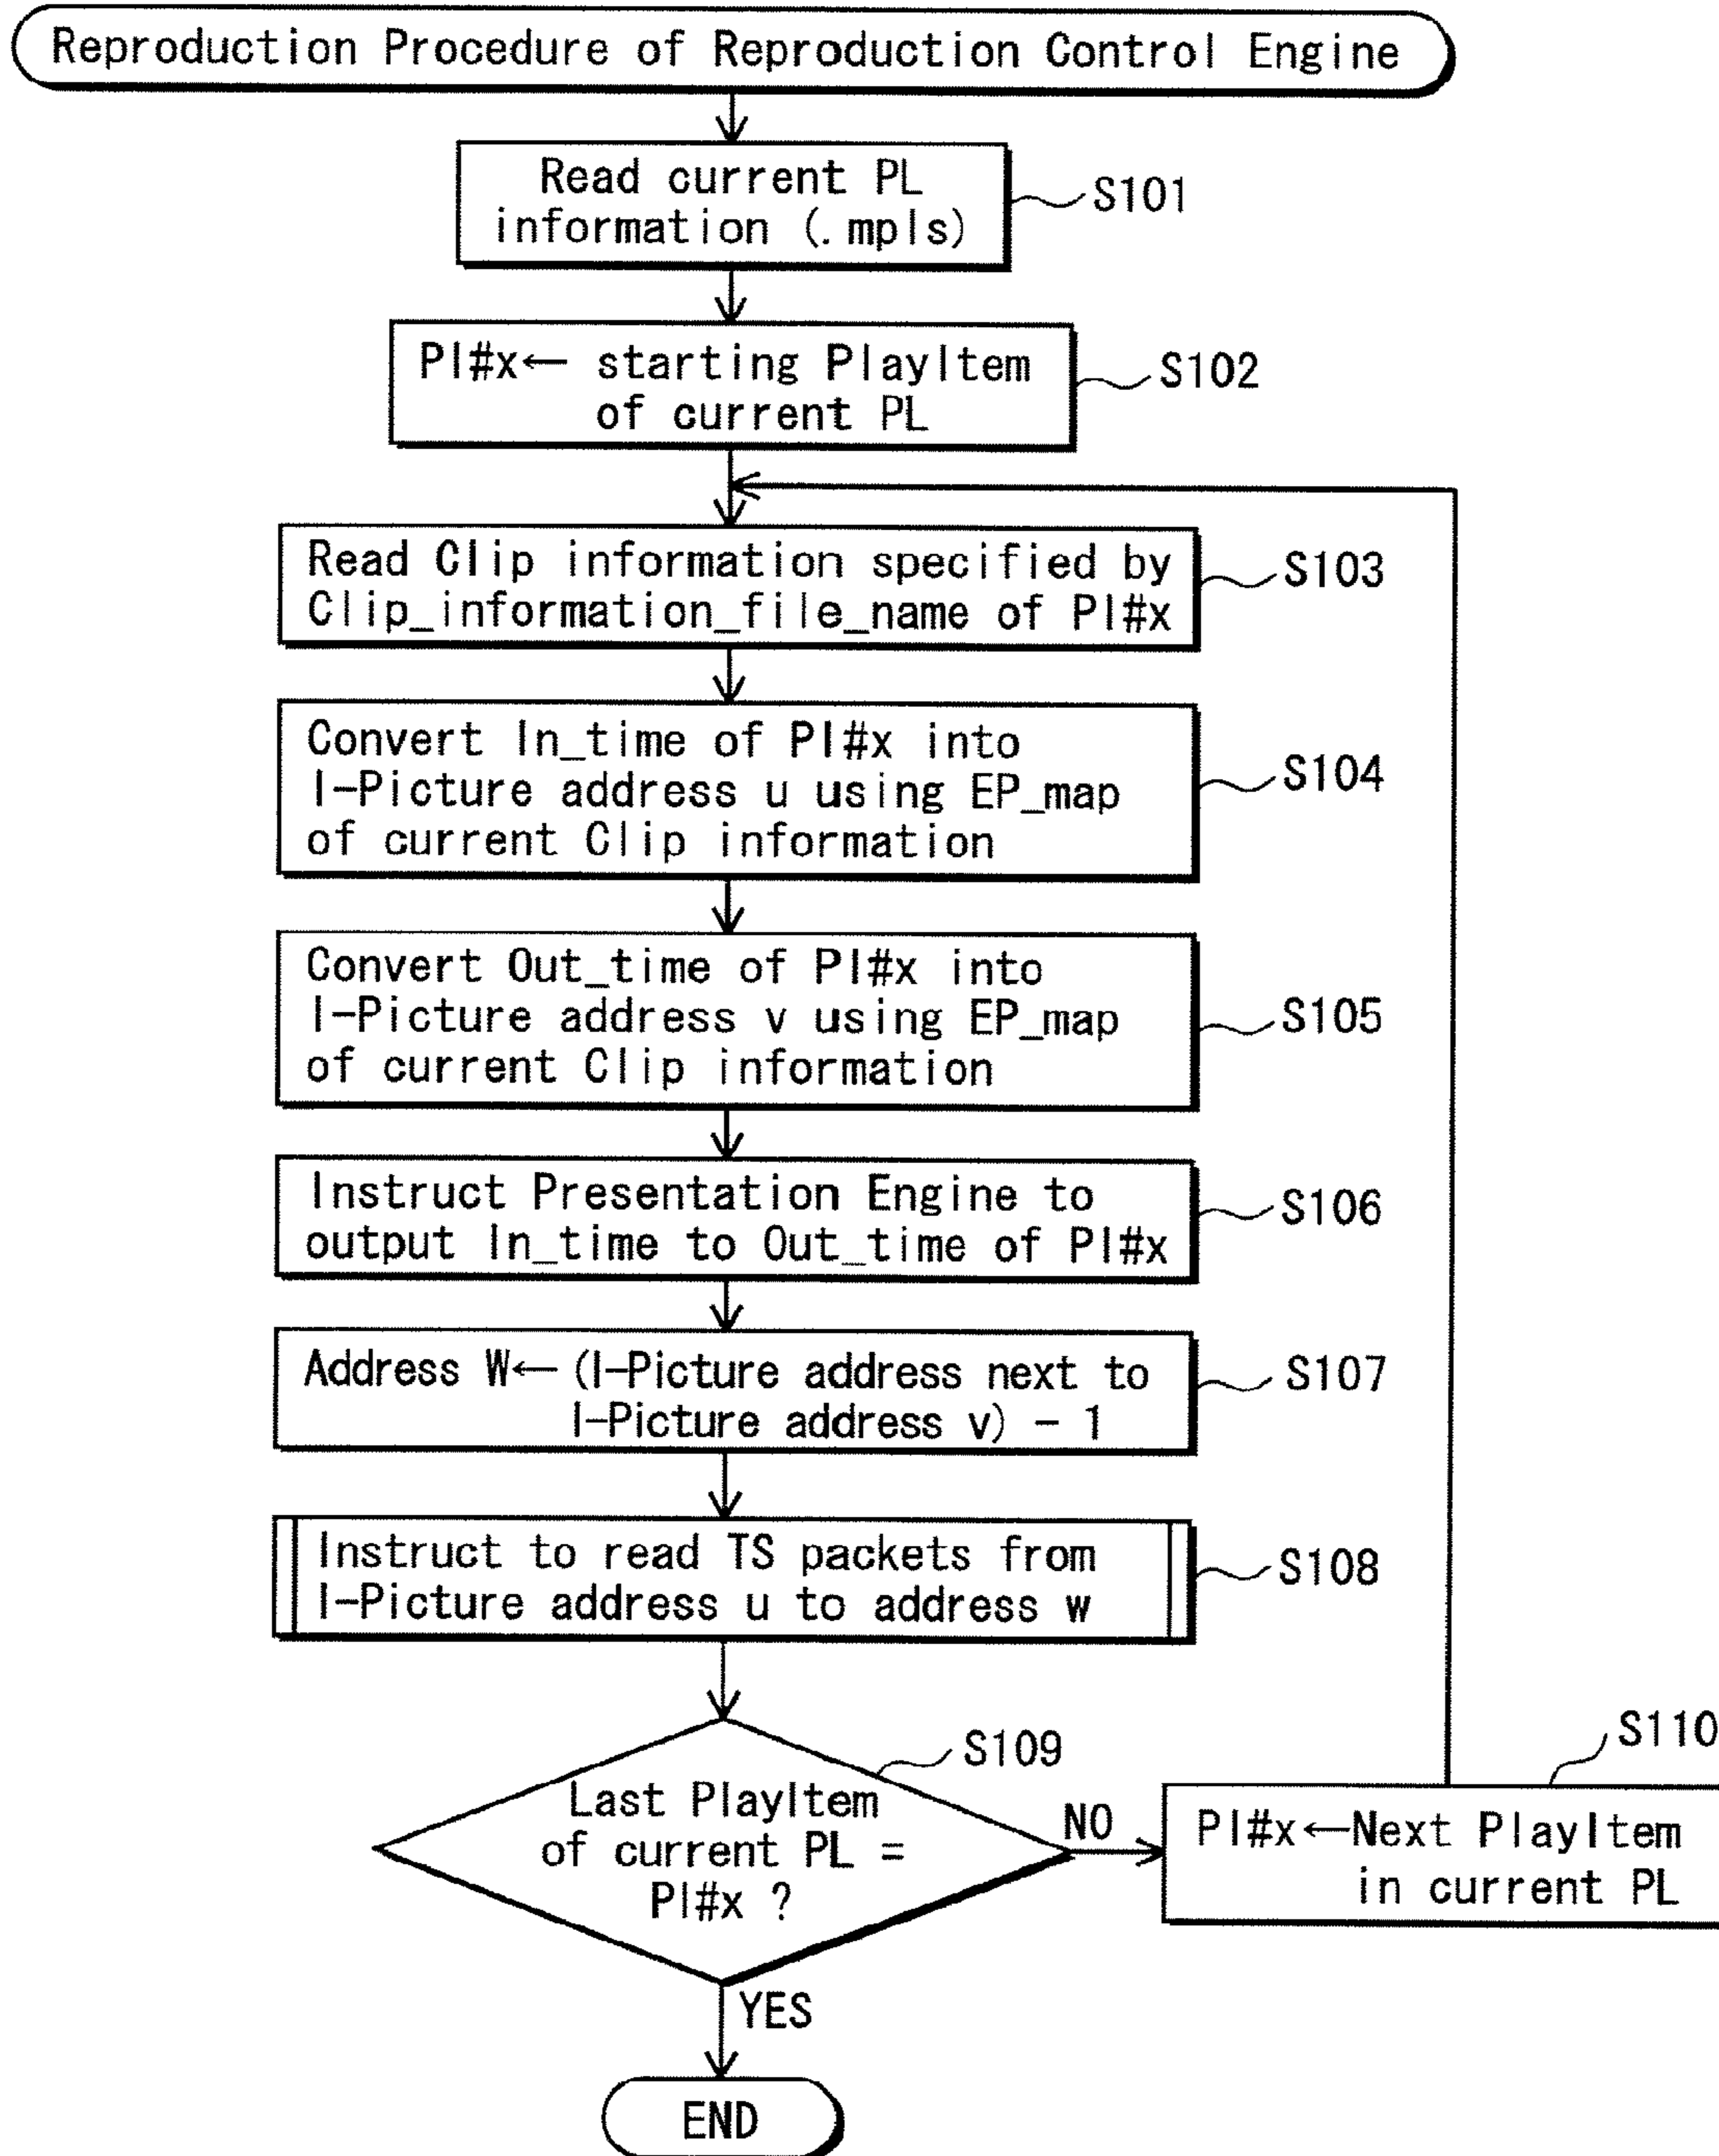 Reproduction Procedure of Reproduction Control Engine
Read current PL
information (.mpls)
S101
PI#x← starting PlayItem
of current PL
S102
Read Clip information specified by
Clip_information_file_name of PI#x
S103
Convert In_time of PI#x into
I-Picture address u using EP_map
of current Clip information
S104
Convert Out_time of PI#x into
I-Picture address v using EP_map
of current Clip information
S105
Instruct Presentation Engine to
output In_time to Out_time of PI#x
S106
Address W← (I-Picture address next to
I-Picture address v) - 1
S107
Instruct to read TS packets from
I-Picture address u to address w
S108
Last PlayItem
of current PL =
PI#x ?
S109
NO
PI#x←Next PlayItem
in current PL
S110
YES
END